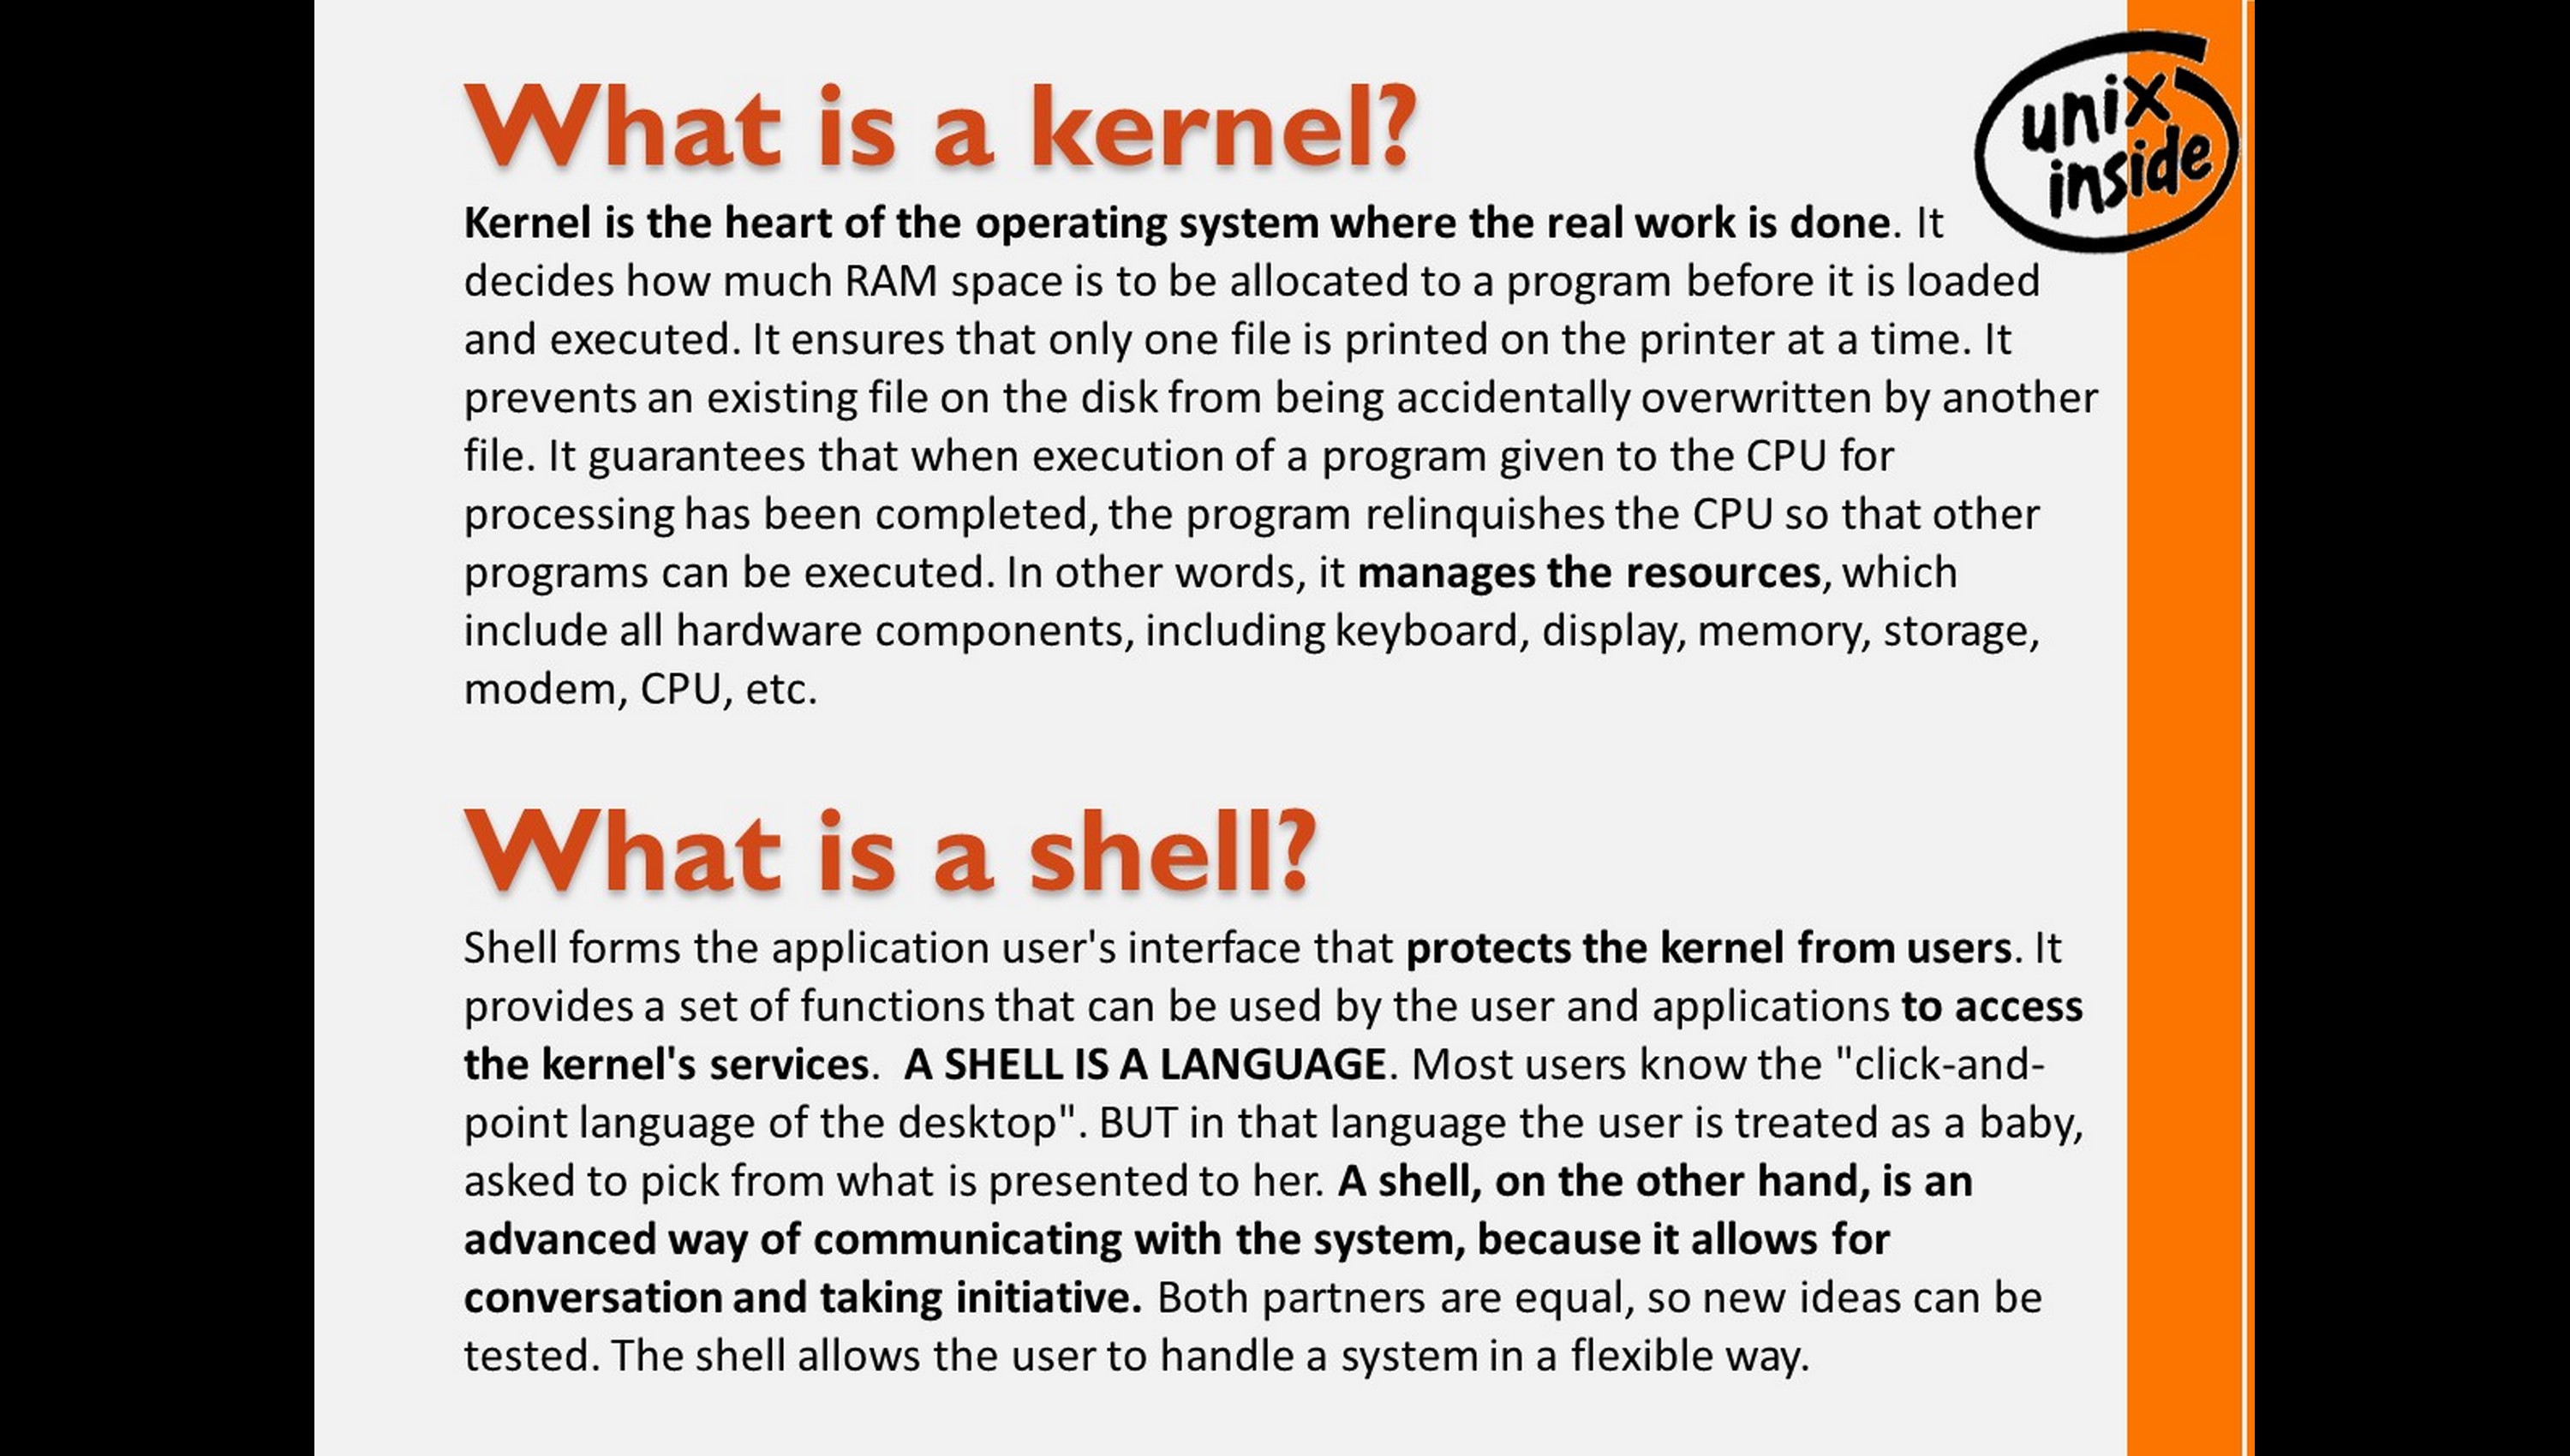 What is a kernel?
unix
inside
Kernel is the heart of the operating system where the real work is done. It
decides how much RAM space is to be allocated to a program before it is loaded
and executed. It ensures that only one file is printed on the printer at a time. It
prevents an existing file on the disk from being accidentally overwritten by another
file. It guarantees that when execution of a program given to the CPU for
processing has been completed, the program relinquishes the CPU so that other
programs can be executed. In other words, it manages the resources, which
include all hardware components, including keyboard, display, memory, storage,
modem, CPU, etc.
What is a shell?
Shell forms the application user's interface that protects the kernel from users. It
provides a set of functions that can be used by the user and applications to access
the kernel's services.  A SHELL IS A LANGUAGE. Most users know the "click-and-
point language of the desktop". BUT in that language the user is treated as a baby,
asked to pick from what is presented to her. A shell, on the other hand, is an
advanced way of communicating with the system, because it allows for
conversation and taking initiative. Both partners are equal, so new ideas can be
tested. The shell allows the user to handle a system in a flexible way.